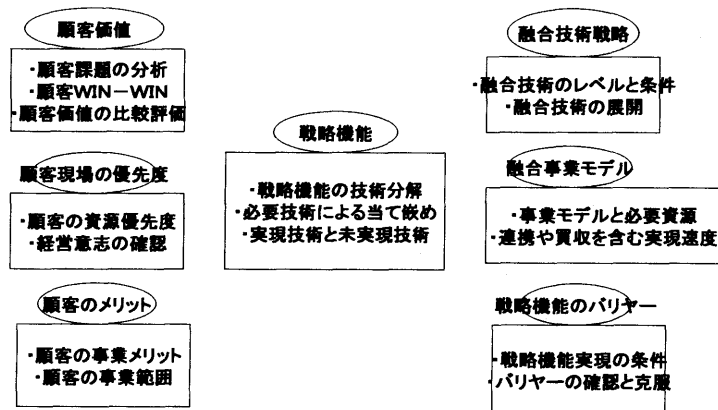 顧客価値
・顧客課題の分析
・顧客WIN－WIN
・顧客価値の比較評価
顧客現場の優先度
・顧客の資源優先度
・経営意志の確認
顧客のメリット
・顧客の事業メリット
・顧客の事業範囲
戦略機能
・戦略機能の技術分解
・必要技術による当て嵌め
・実現技術と未実現技術
融合技術戦略
・融合技術のレベルと条件
・融合技術の展開
融合事業モデル
・事業モデルと必要資源
・連携や買収を含む実現速度
戦略機能のバリヤー
・戦略機能実現の条件
・バリヤーの確認と克服